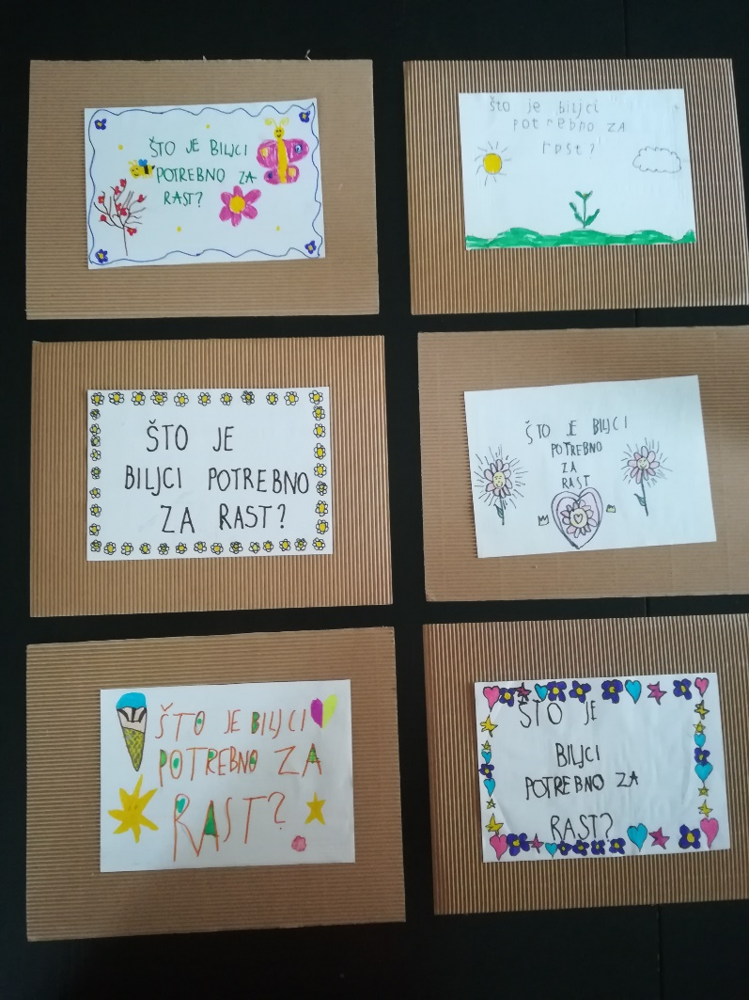 ŠTO JE BILJCI
POTREBNO ZA
RAST?
što je biljci
potrebno ZA
rast?
ŠTO JE
BILJCI POTREBNO
ZA RAST?
ŠTO JE BILJCI
POTREBNO
ZA
RAST
ŠTO JE BILJCI
POTREBNO ZA
RAST?
ŠTO JE
BILJCI
POTREBNO ZA
RAST?